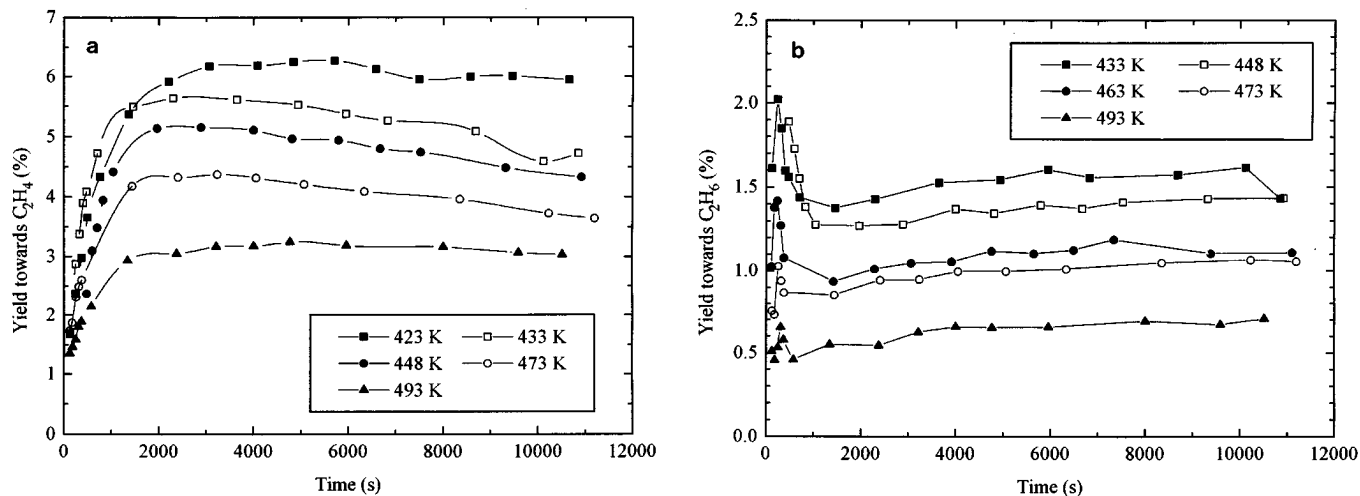 a
Yield towards C₂H₄ (%)
7
6
5
4
3
2
1
0
0 2000 4000 6000 8000 10000 12000
Time (s)
423 K 433 K
448 K 473 K
493 K
b
Yield towards C₂H₆ (%)
2.5
2.0
1.5
1.0
0.5
0.0
0 2000 4000 6000 8000 10000 12000
Time (s)
433 K 448 K
463 K 473 K
493 K